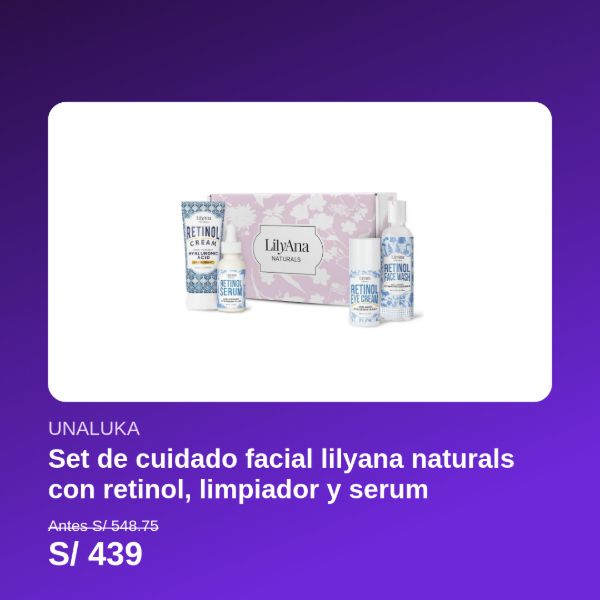 LilyAna
NATURALS
RETINOL
CREAM
HYALURONIC
ACID
RETINOL
SERUM
RETINOL
EYE CREAM
RETINOL
FACE WASH
UNALUKA
Set de cuidado facial lilyana naturals
con retinol, limpiador y serum
Antes S/ 548.75
S/ 439